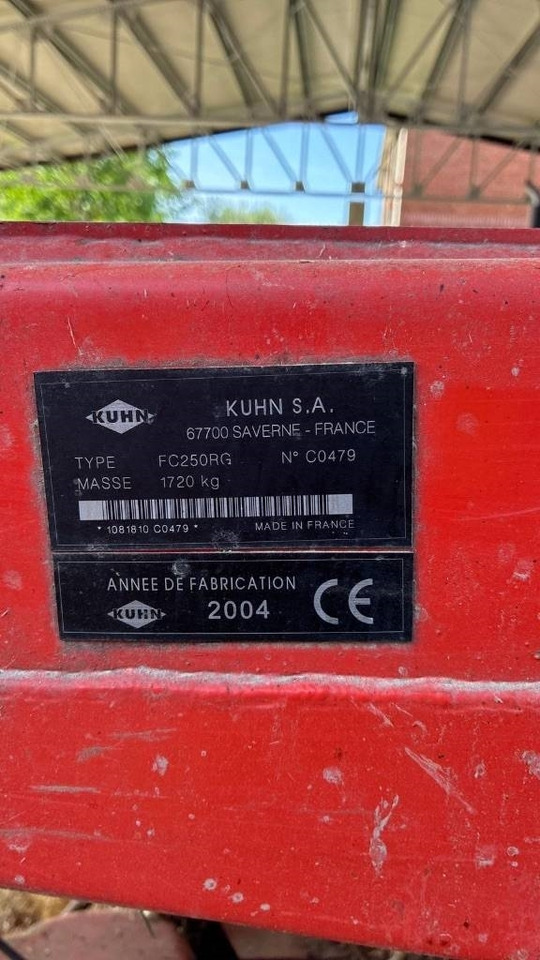 KUHN
KUHN S.A.
67700 SAVERNE - FRANCE
TYPE FC250RG N° C0479
MASSE 1720 kg
* 1081810 C0479 * MADE IN FRANCE
ANNEE DE FABRICATION
KUHN 2004 CE